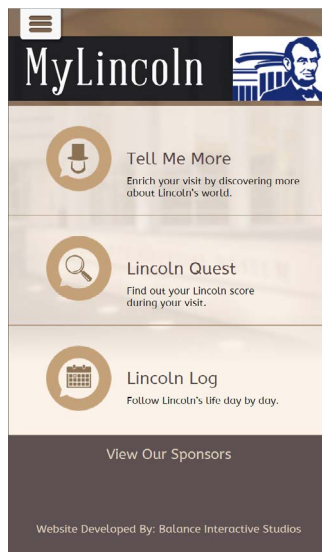 MyLincoln
Tell Me More
Enrich your visit by discovering more
about Lincoln's world.
Lincoln Quest
Find out your Lincoln score
during your visit.
Lincoln Log
Follow Lincoln's life day by day.
View Our Sponsors
Website Developed By: Balance Interactive Studios